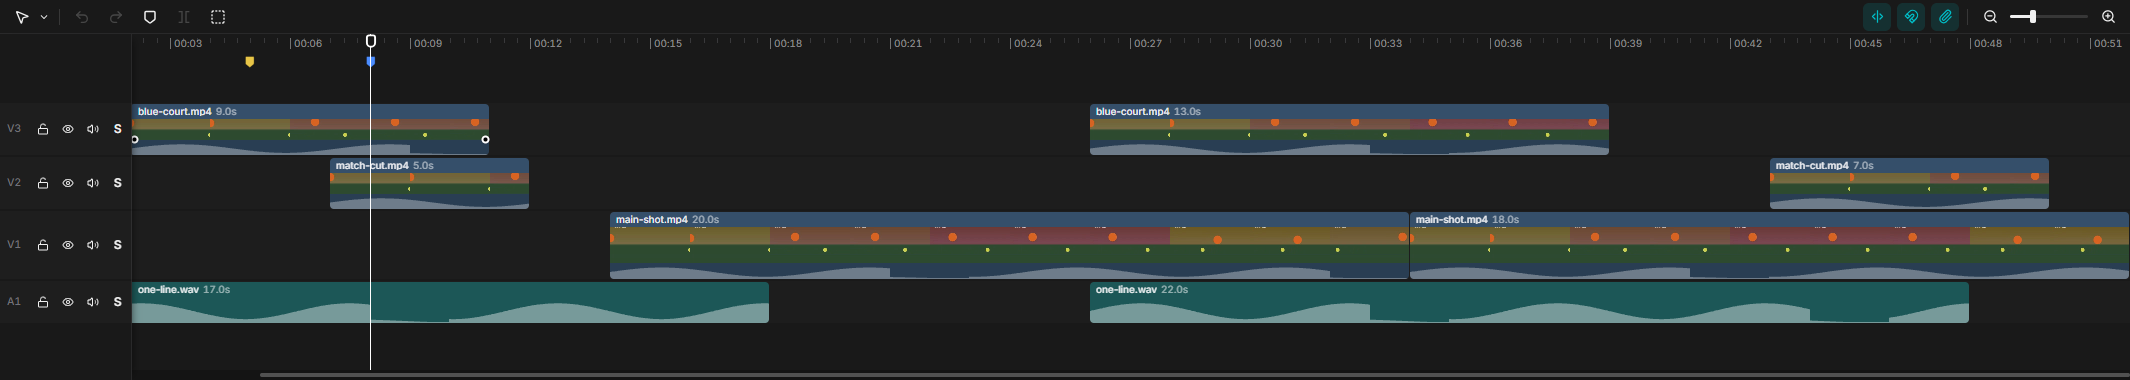 00:03 00:06 00:09 00:12 00:15 00:18 00:21 00:24 00:27 00:30 00:33 00:36 00:39 00:42 00:45 00:48 00:51
V3 S blue-court.mp4 9.0s blue-court.mp4 13.0s
V2 S match-cut.mp4 5.0s match-cut.mp4 7.0s
V1 S main-shot.mp4 20.0s main-shot.mp4 18.0s
A1 S one-line.wav 17.0s one-line.wav 22.0s